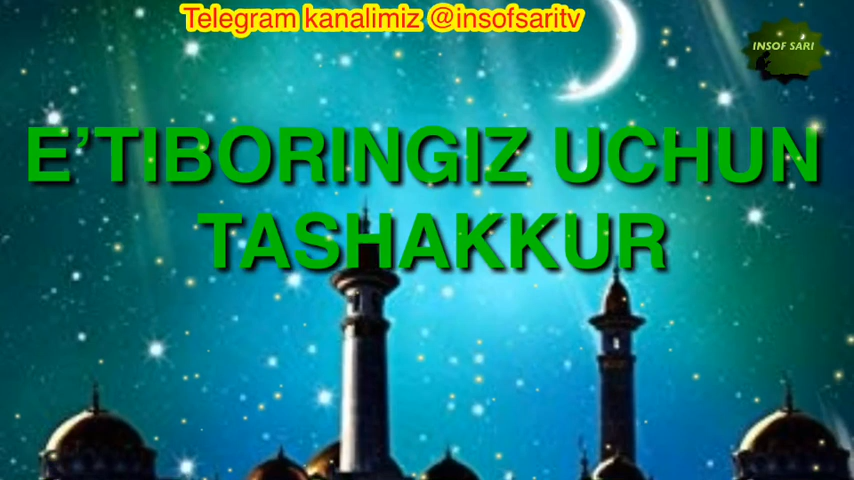 Telegram kanalimiz @insofsaritv
INSOF SARI
E’TIBORINGIZ UCHUN
TASHAKKUR